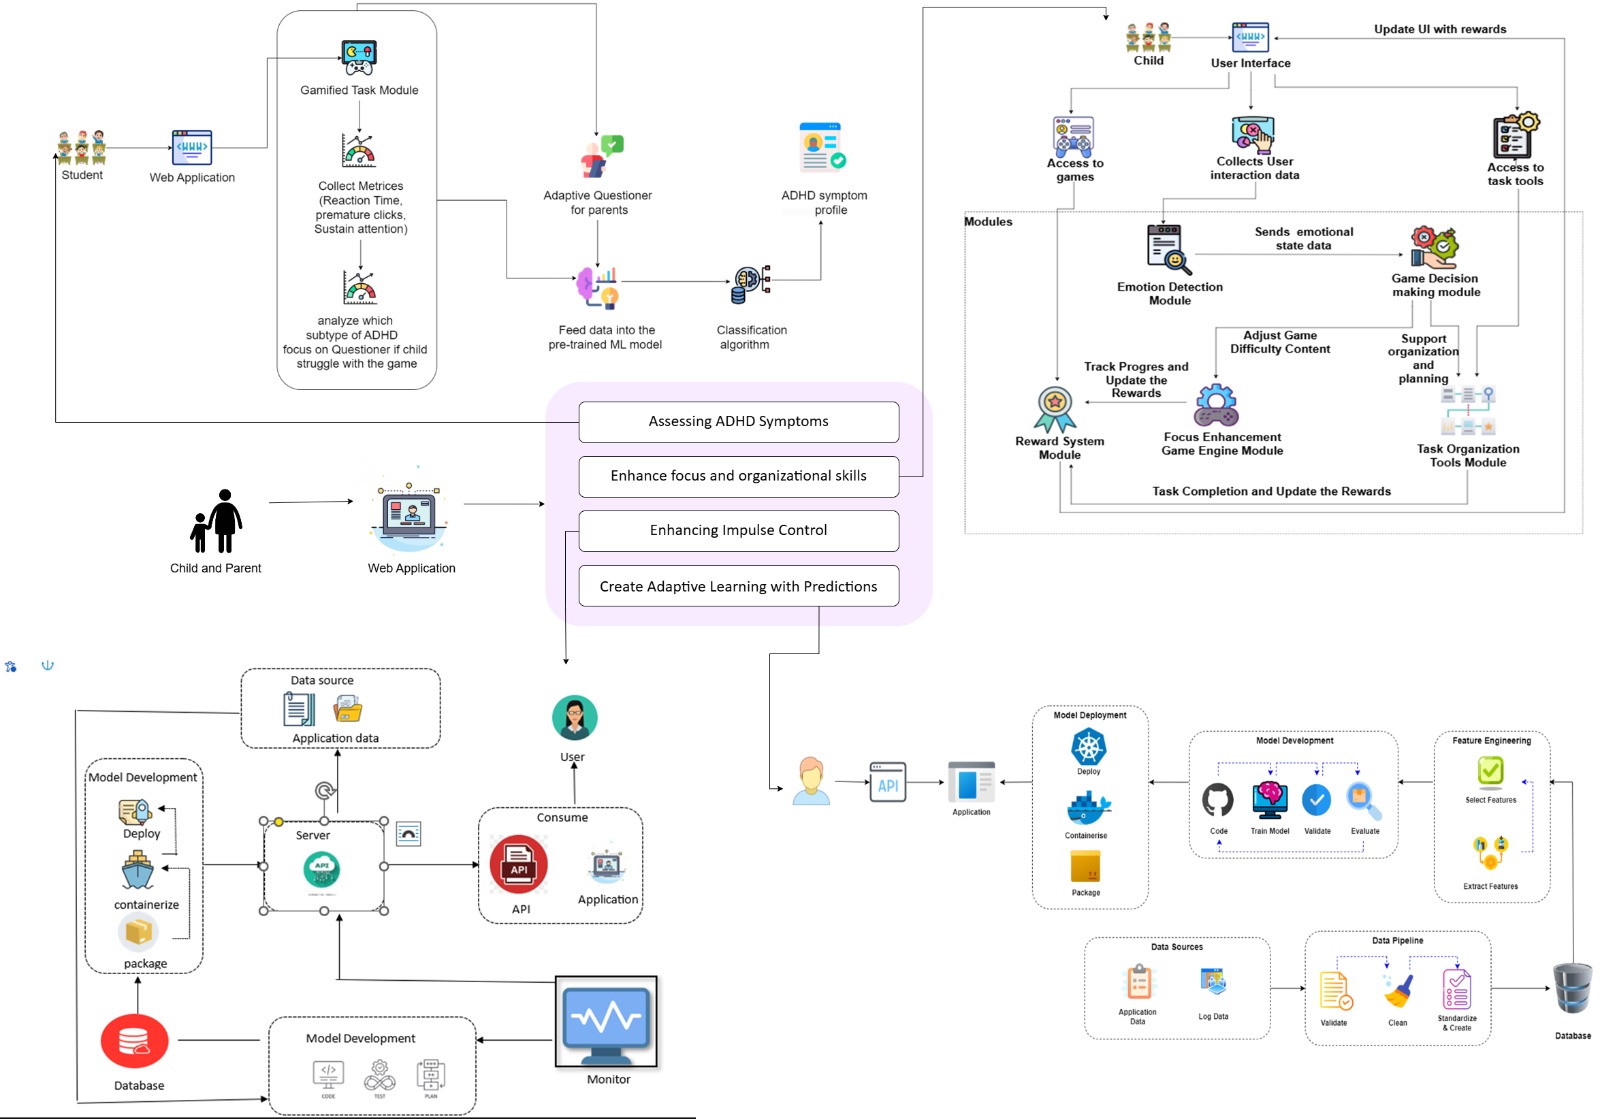 Gamified Task Module
Student
Web Application
Collect Metrices
(Reaction Time,
premature clicks,
Sustain attention)
analyze which
subtype of ADHD
focus on Questioner if child
struggle with the game
Adaptive Questioner
for parents
ADHD symptom
profile
Feed data into the
pre-trained ML model
Classification
algorithm
Child
User Interface
Update UI with rewards
Access to
games
Collects User
interaction data
Access to
task tools
Modules
Sends emotional
state data
Emotion Detection
Module
Game Decision
making module
Adjust Game
Difficulty Content
Support
organization
and
planning
Track Progres and
Update the
Rewards
Reward System
Module
Focus Enhancement
Game Engine Module
Task Organization
Tools Module
Task Completion and Update the Rewards
Assessing ADHD Symptoms
Enhance focus and organizational skills
Enhancing Impulse Control
Create Adaptive Learning with Predictions
Child and Parent
Web Application
Data source
Application data
Model Development
Deploy
containerize
package
Server
API
Consume
API
API
Application
User
Database
Model Development
CODE
TEST
PLAN
Monitor
API
Application
Model Deployment
Deploy
Containerise
Package
Model Development
Code
Train Model
Validate
Evaluate
Feature Engineering
Select Features
Extract Features
Data Sources
Application
Data
Log Data
Data Pipeline
Validate
Clean
Standardize
& Create
Database